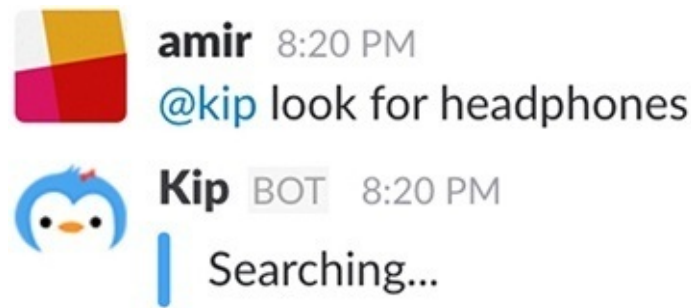 amir 8:20 PM
@kip look for headphones
Kip BOT 8:20 PM
Searching...